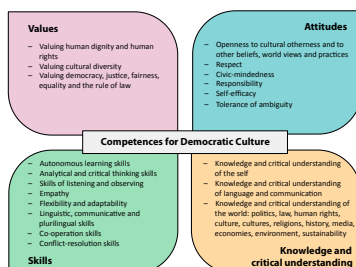 Values
– Valuing human dignity and human
rights
– Valuing cultural diversity
– Valuing democracy, justice, fairness,
equality and the rule of law
Attitudes
– Openness to cultural otherness and to
other beliefs, world views and practices
– Respect
– Civic-mindedness
– Responsibility
– Self-efficacy
– Tolerance of ambiguity
Competences for Democratic Culture
– Autonomous learning skills
– Analytical and critical thinking skills
– Skills of listening and observing
– Empathy
– Flexibility and adaptability
– Linguistic, communicative and
plurilingual skills
– Co-operation skills
– Conflict-resolution skills
Skills
– Knowledge and critical understanding
of the self
– Knowledge and critical understanding
of language and communication
– Knowledge and critical understanding of
the world: politics, law, human rights,
culture, cultures, religions, history, media,
economies, environment, sustainability
Knowledge and
critical understanding